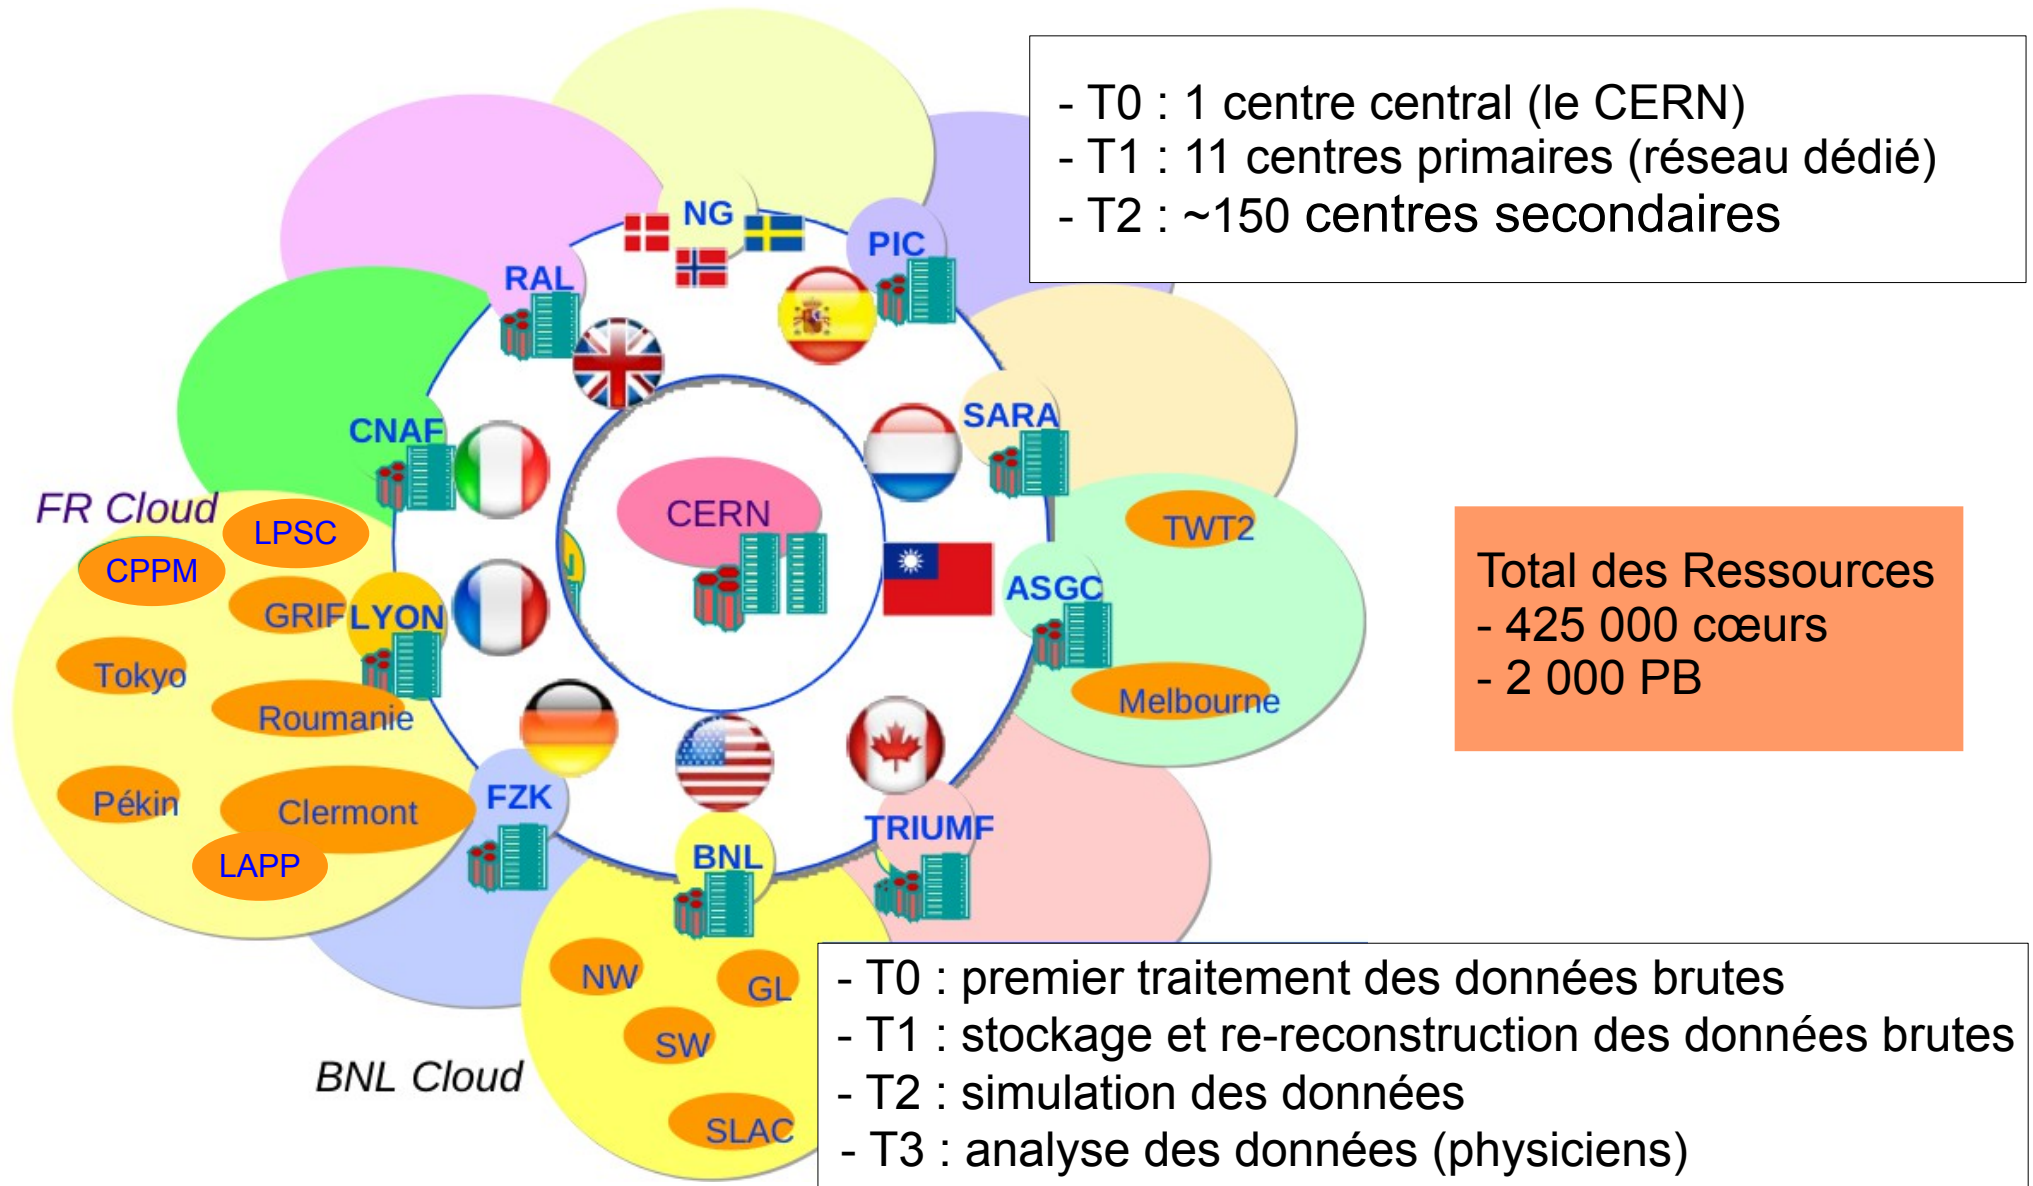 - T0 : 1 centre central (le CERN)
- T1 : 11 centres primaires (réseau dédié)
- T2 : ~150 centres secondaires
NG
PIC
RAL
SARA
CNAF
FR Cloud
LPSC
CERN
TWT2
CPPM
GRIF
LYON
ASGC
Total des Ressources
- 425 000 cœurs
- 2 000 PB
Tokyo
Roumanie
Melbourne
Pékin
Clermont
FZK
TRIUMF
LAPP
BNL
NW
GL
SW
BNL Cloud
SLAC
- T0 : premier traitement des données brutes
- T1 : stockage et re-reconstruction des données brutes
- T2 : simulation des données
- T3 : analyse des données (physiciens)